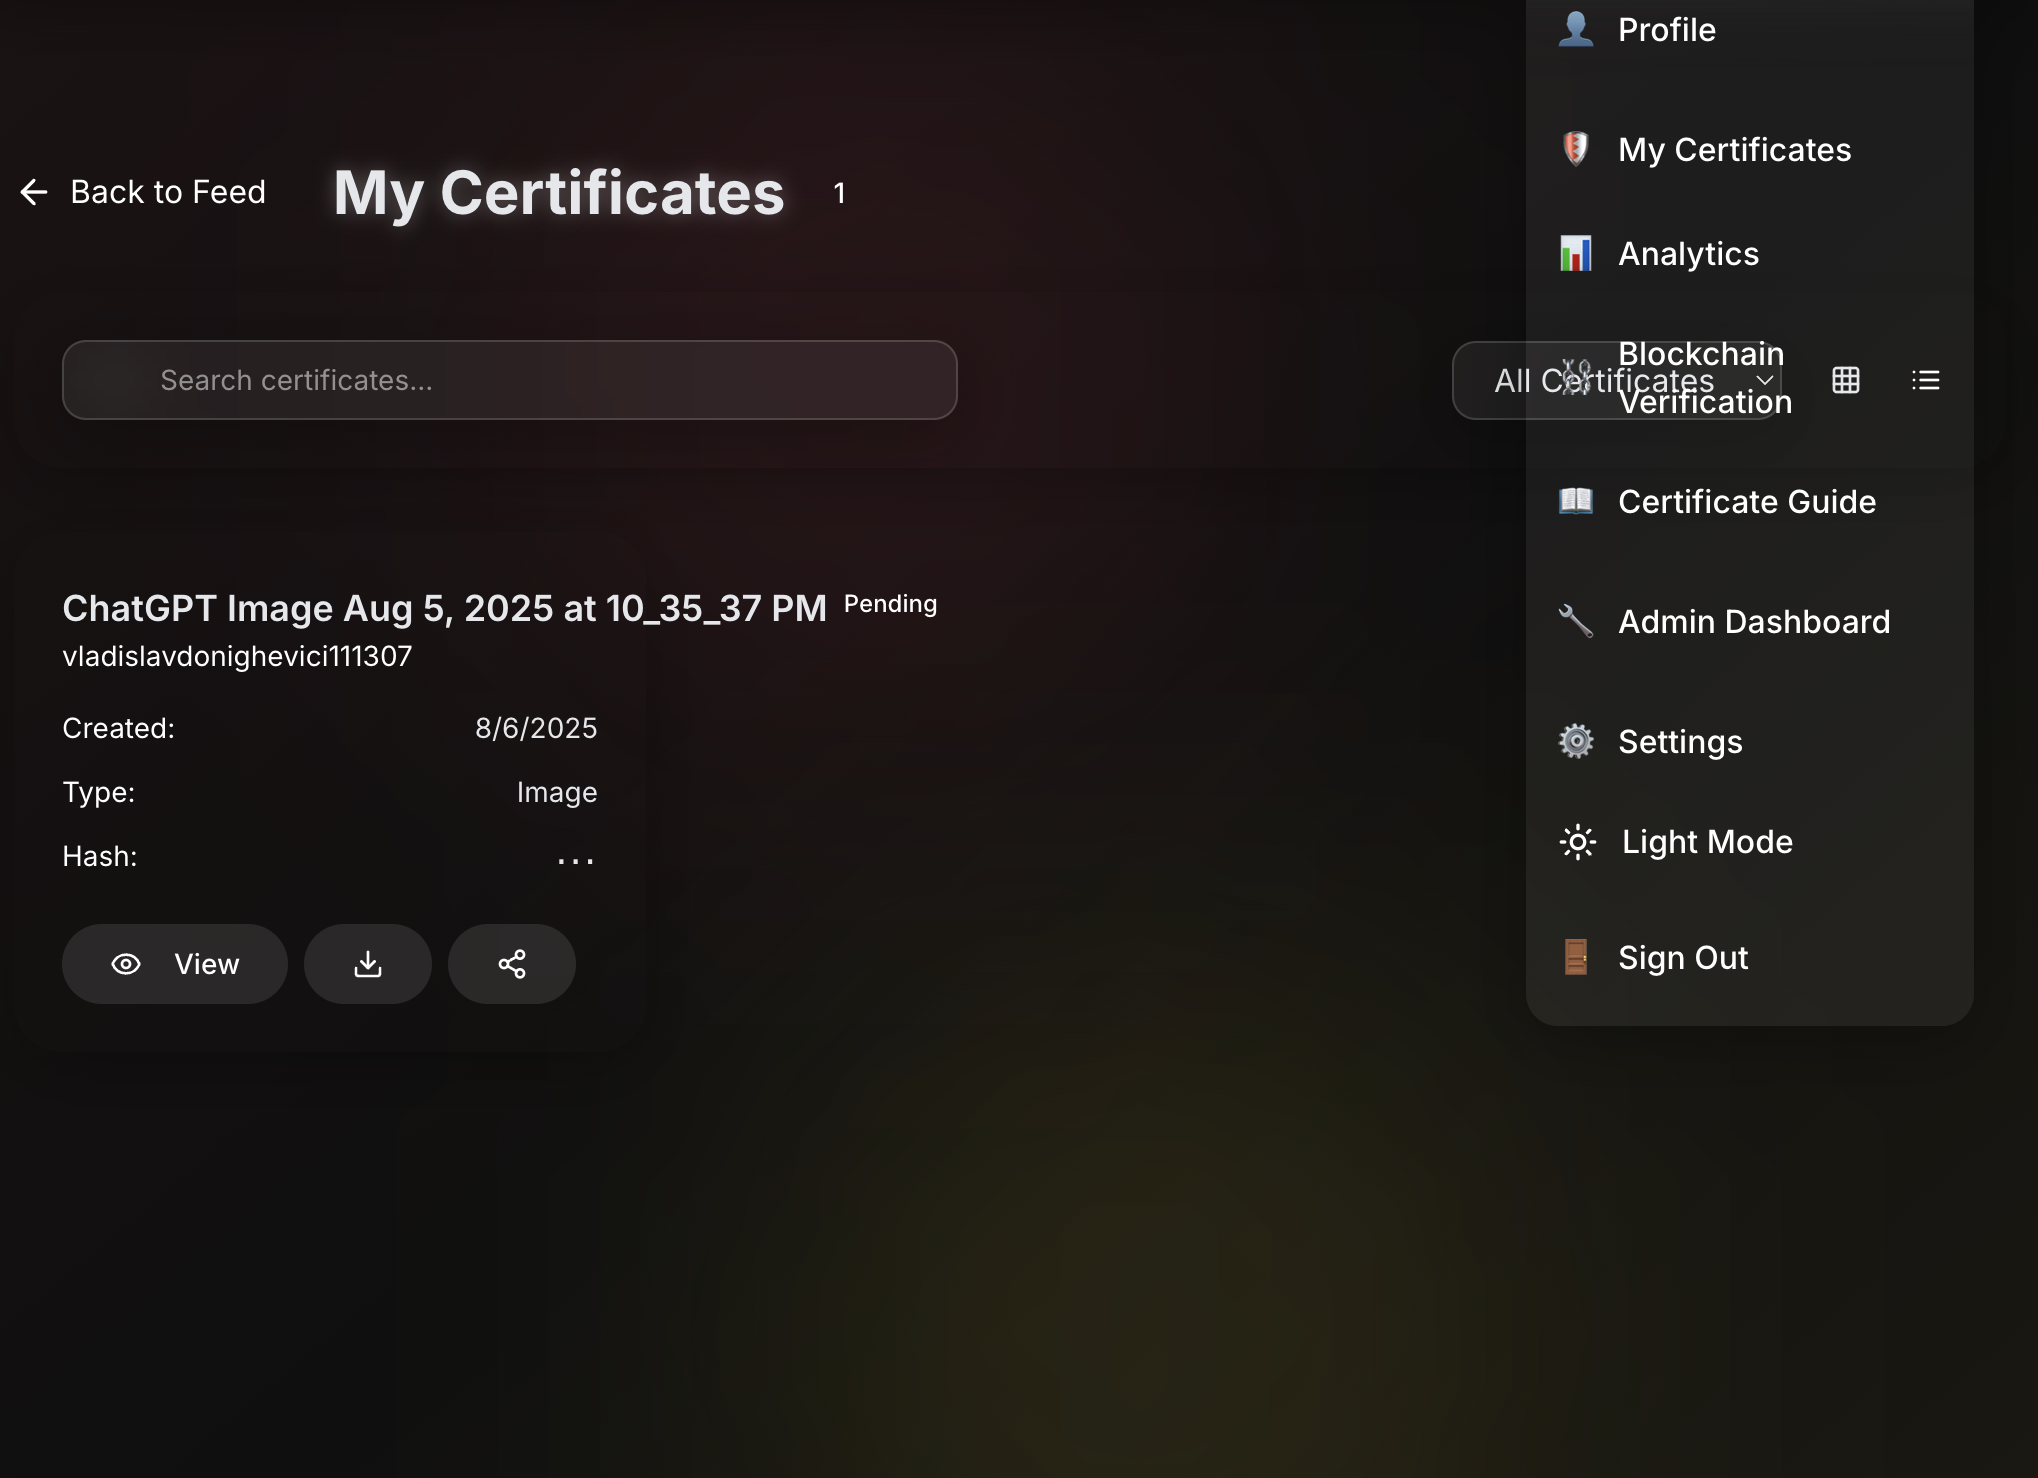 Profile
My Certificates
Analytics
Blockchain
Verification
Certificate Guide
Admin Dashboard
Settings
Light Mode
Sign Out
Back to Feed
My Certificates
1
Search certificates...
All Certificates
ChatGPT Image Aug 5, 2025 at 10_35_37 PM
Pending
vladislavdonighevici111307
Created:
8/6/2025
Type:
Image
Hash:
...
View